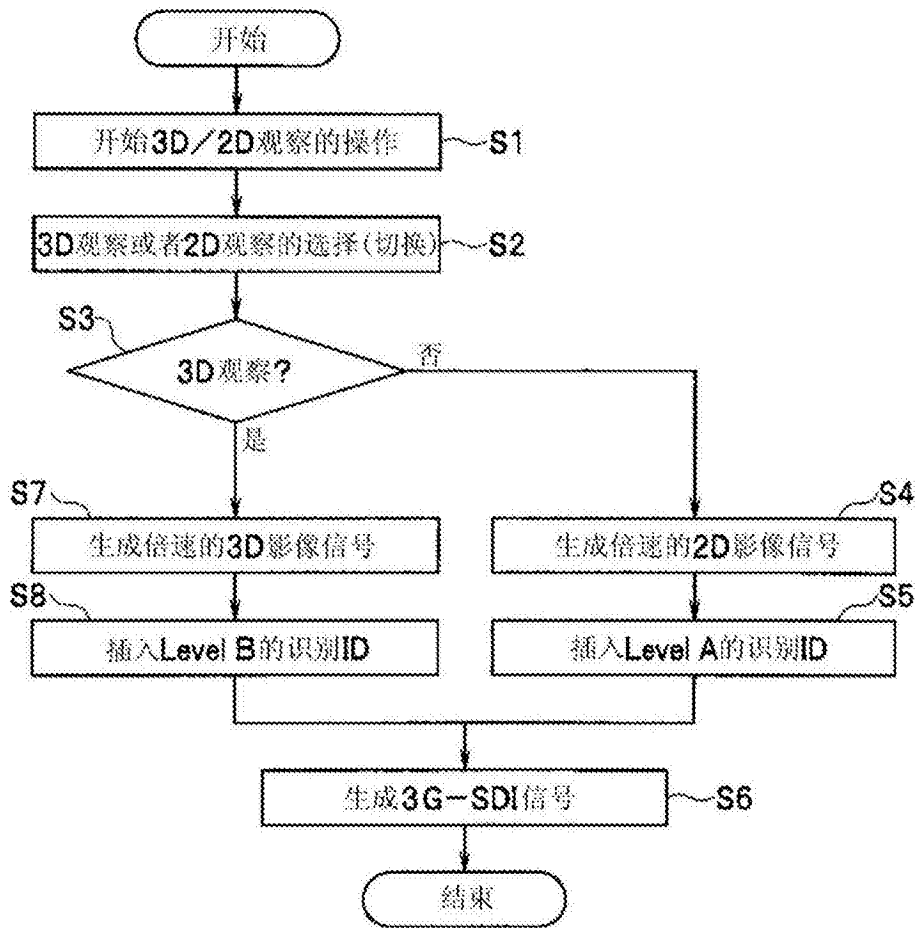 开始
开始3D/2D观察的操作
S1
3D观察或者2D观察的选择(切换)
S2
S3
3D观察?
否
是
S7
生成倍速的3D影像信号
S4
生成倍速的2D影像信号
S8
插入Level B的识别ID
S5
插入Level A的识别ID
生成3G-SDI信号
S6
结束